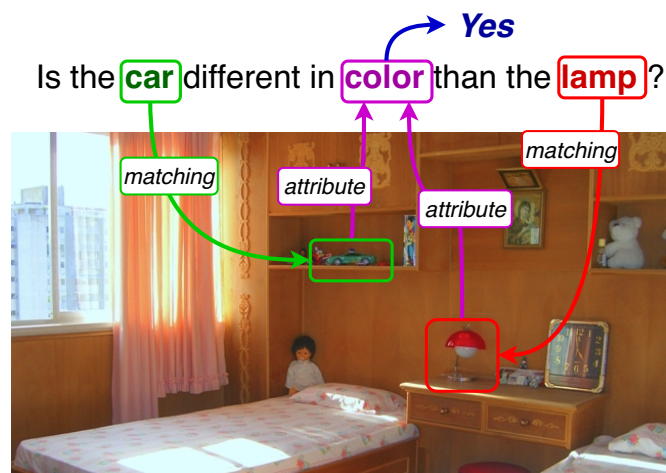 Yes
Is the car different in color than the lamp ?
matching
matching
attribute
attribute